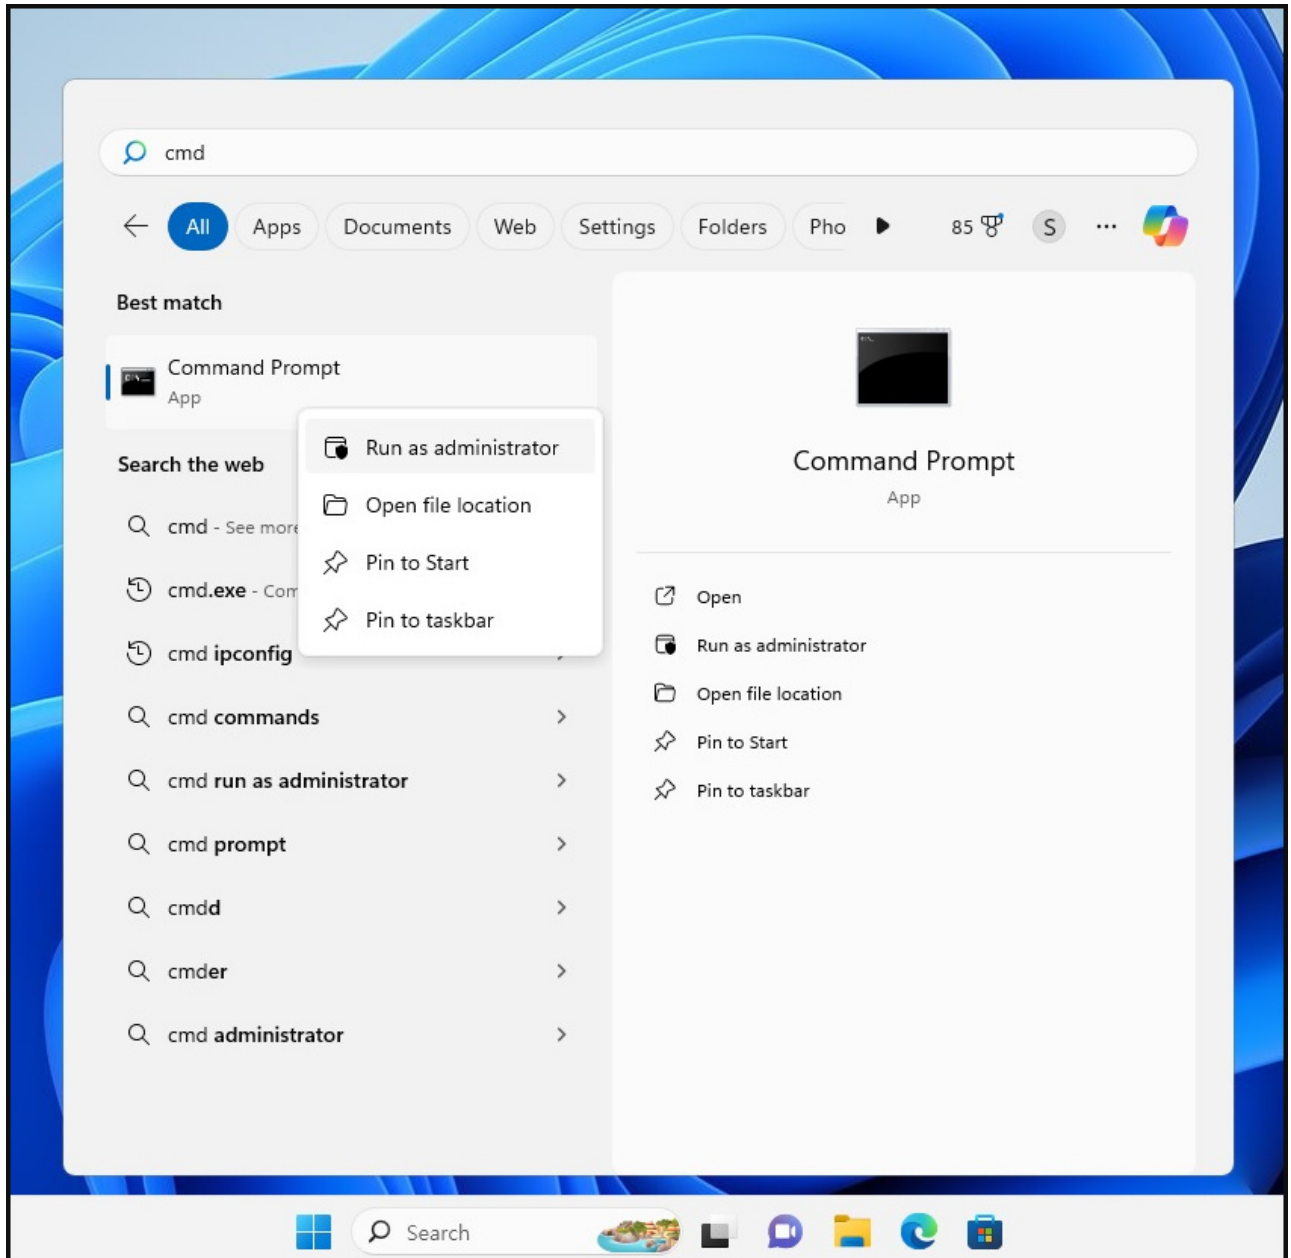 cmd
All Apps Documents Web Settings Folders Pho 85 S ...
Best match
Command Prompt
App
Search the web
cmd - See more
cmd.exe - Com
cmd ipconfig
cmd commands
cmd run as administrator
cmd prompt
cmdd
cmder
cmd administrator
Run as administrator
Open file location
Pin to Start
Pin to taskbar
Command Prompt
App
Open
Run as administrator
Open file location
Pin to Start
Pin to taskbar
Search